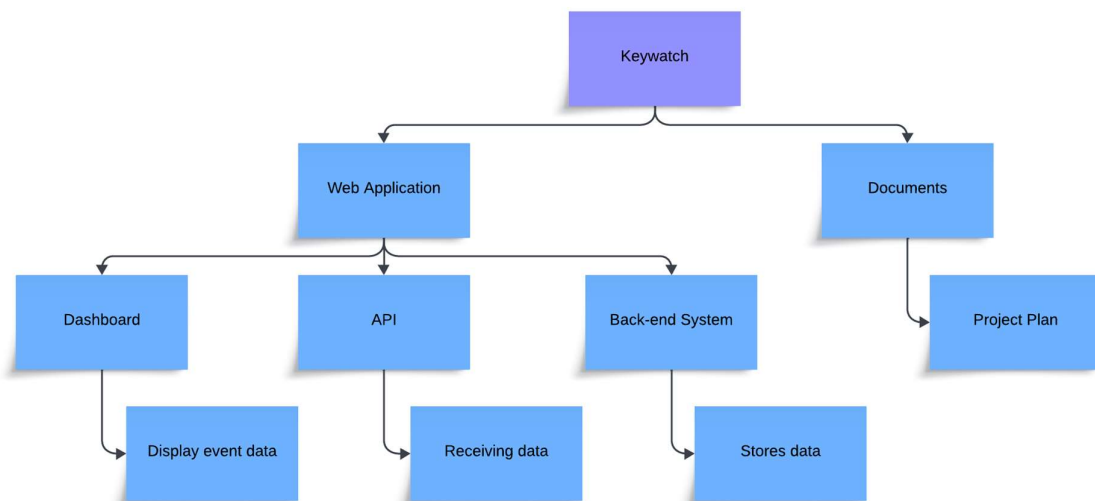 Keywatch
Web Application
Documents
Dashboard
API
Back-end System
Project Plan
Display event data
Receiving data
Stores data